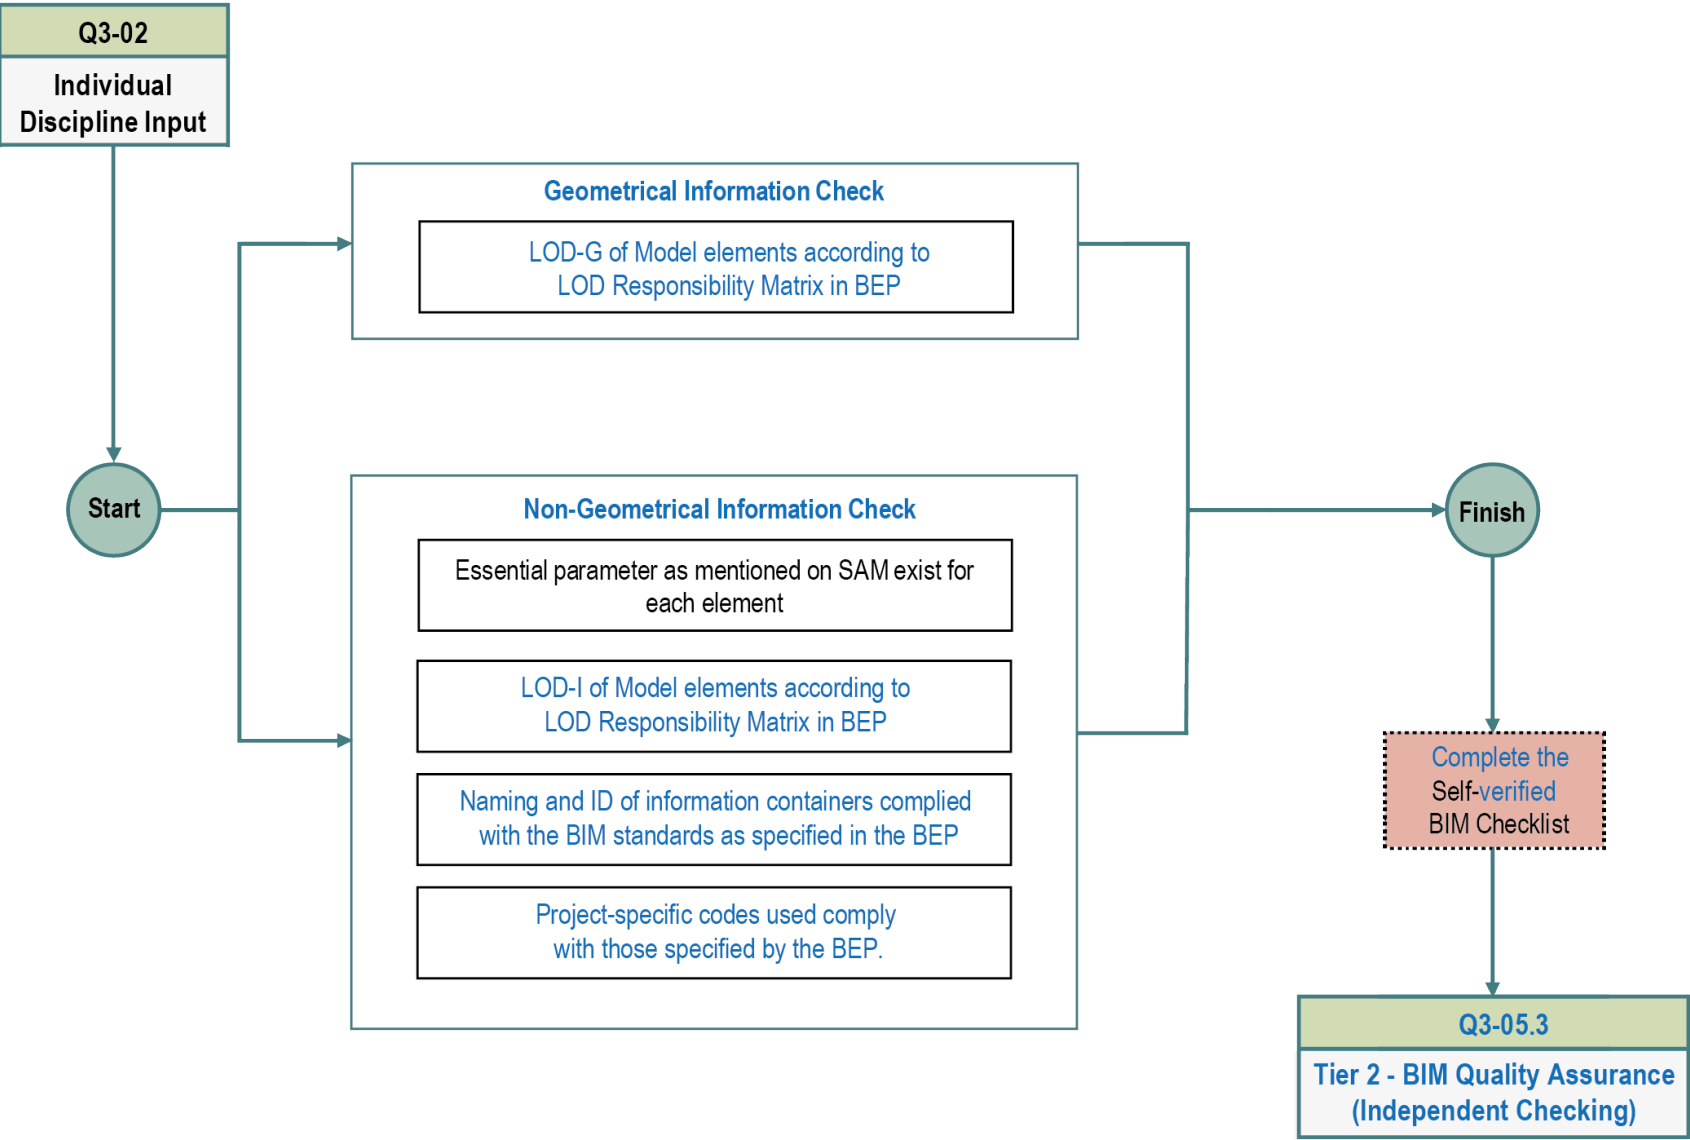 Q3-02
Individual
Discipline Input
Geometrical Information Check
LOD-G of Model elements according to
LOD Responsibility Matrix in BEP
Start
Non-Geometrical Information Check
Essential parameter as mentioned on SAM exist for
each element
LOD-I of Model elements according to
LOD Responsibility Matrix in BEP
Naming and ID of information containers complied
with the BIM standards as specified in the BEP
Project-specific codes used comply
with those specified by the BEP.
Finish
Complete the
Self-verified
BIM Checklist
Q3-05.3
Tier 2 - BIM Quality Assurance
(Independent Checking)